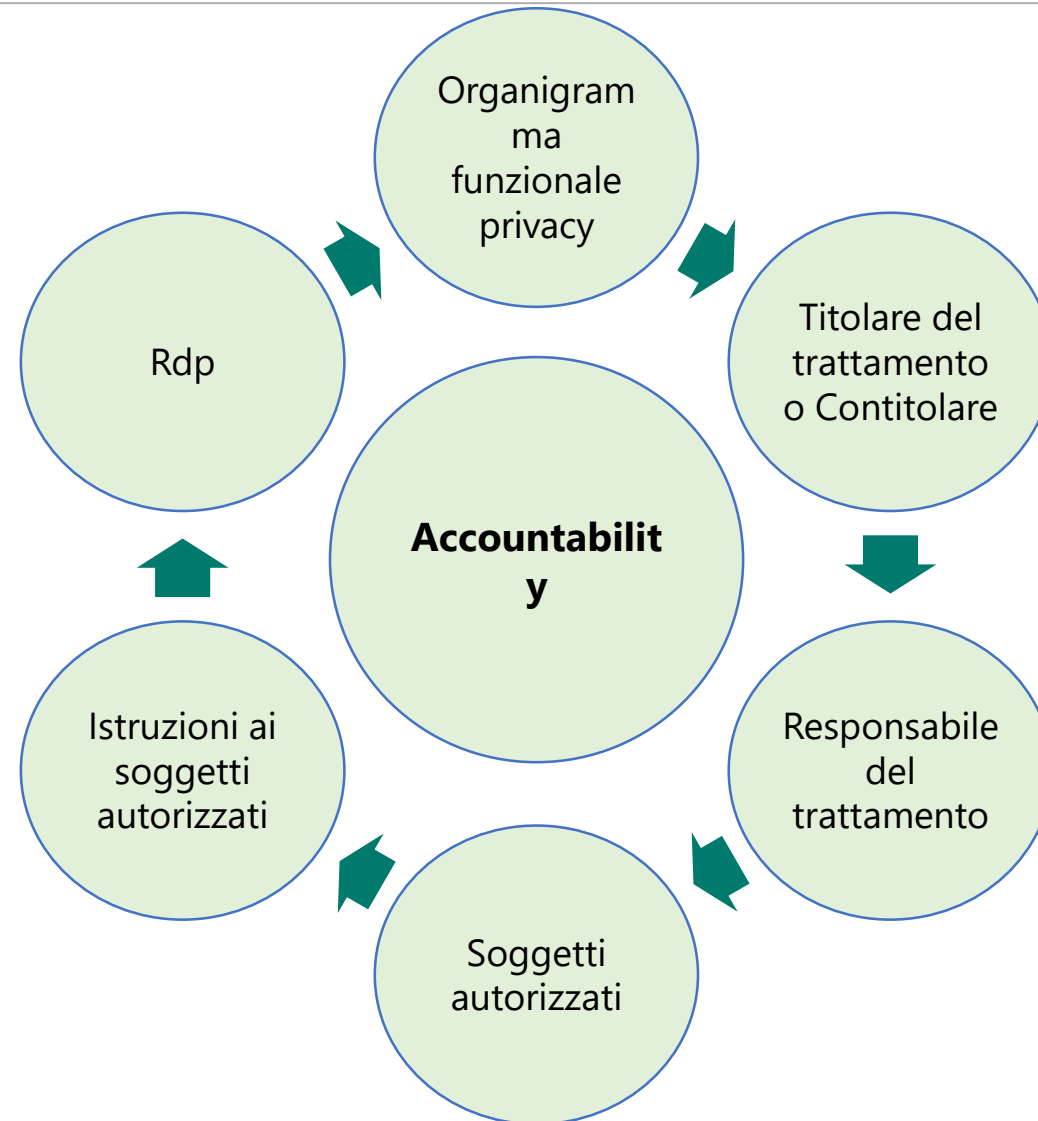 Organigram
ma
funzionale
privacy
Titolare del
trattamento
o Contitolare
Responsabile
del
trattamento
Soggetti
autorizzati
Istruzioni ai
soggetti
autorizzati
Rdp
Accountabilit
y